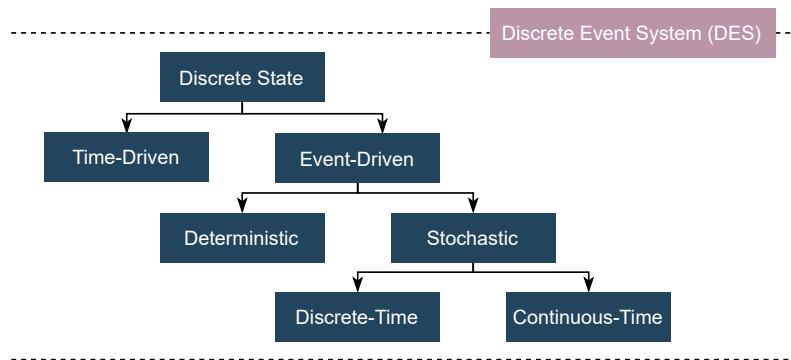 Discrete Event System (DES)
Discrete State
Time-Driven
Event-Driven
Deterministic
Stochastic
Discrete-Time
Continuous-Time